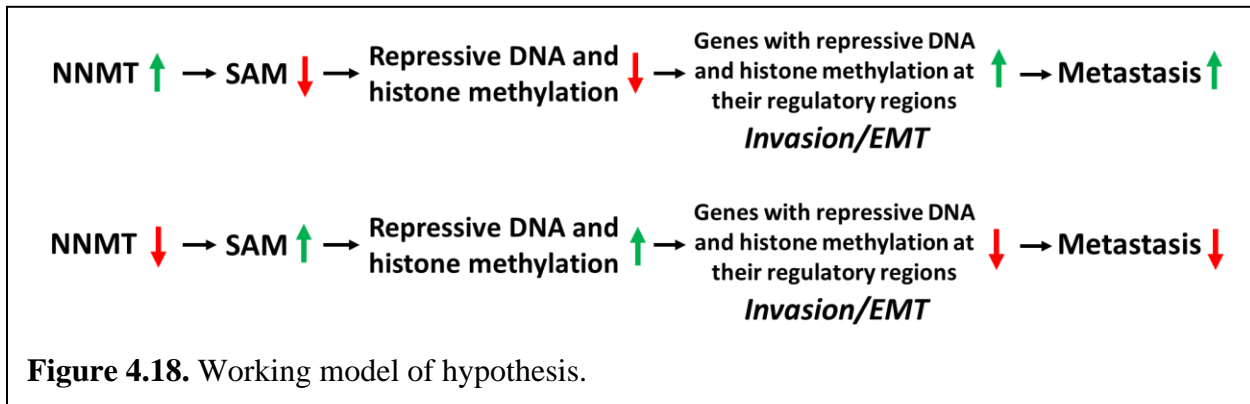 NNMT SAM Repressive DNA and histone methylation Genes with repressive DNA and histone methylation at their regulatory regions Invasion/EMT Metastasis
NNMT SAM Repressive DNA and histone methylation Genes with repressive DNA and histone methylation at their regulatory regions Invasion/EMT Metastasis
Figure 4.18. Working model of hypothesis.